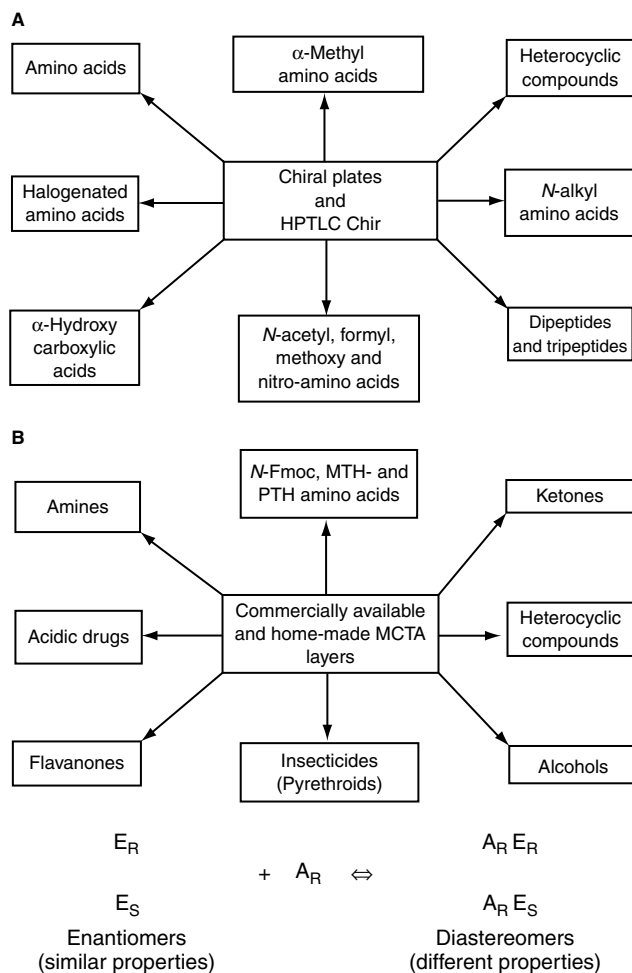 A
Amino acids
α-Methyl
amino acids
Heterocyclic
compounds
Halogenated
amino acids
Chiral plates
and
HPTLC Chir
N-alkyl
amino acids
α-Hydroxy
carboxylic
acids
N-acetyl, formyl,
methoxy and
nitro-amino acids
Dipeptides
and tripeptides
B
Amines
N-Fmoc, MTH- and
PTH amino acids
Ketones
Acidic drugs
Commercially available
and home-made MCTA
layers
Heterocyclic
compounds
Flavanones
Insecticides
(Pyrethroids)
Alcohols
E_R A_R E_R
+ A_R ⇔
E_S A_R E_S
Enantiomers
(similar properties)
Diastereomers
(different properties)